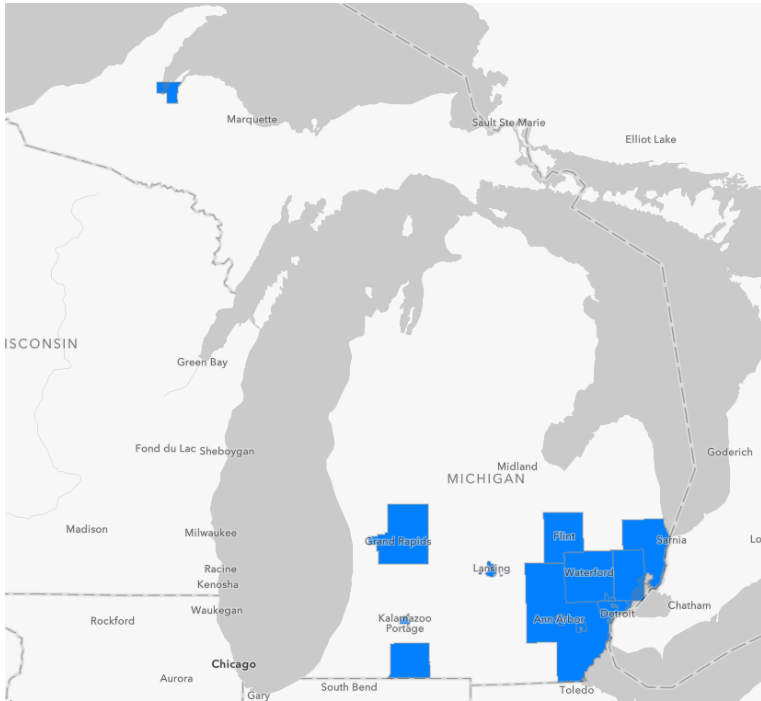 Marquette
Sault Ste Marie
Elliot Lake
ISCONSIN
Green Bay
Fond du Lac
Sheboygan
Goderich
Midland
MICHIGAN
Madison
Milwaukee
Grand Rapids
Flint
Sarnia
Lo
Racine
Lansing
Waterford
Kenosha
Waukegan
Rockford
Kalamazoo
Portage
Ann Arbor
Detroit
Chatham
Chicago
Aurora
South Bend
Toledo
Gary